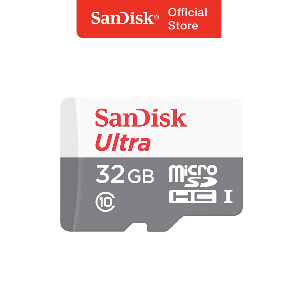 SanDisk® Official
Store
SanDisk
Ultra
32GB micro
SD
10 HC I